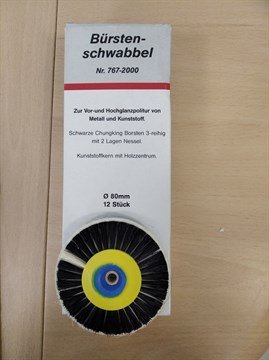 Bürsten-
schwabbel
Nr. 767-2000
Zur Vor-und Hochglanzpolitur von
Metall und Kunststoff.
Schwarze Chungking Borsten 3-reihig
mit 2 Lagen Nessel.
Kunststoffkern mit Holzzentrum.
Ø 80mm
12 Stück